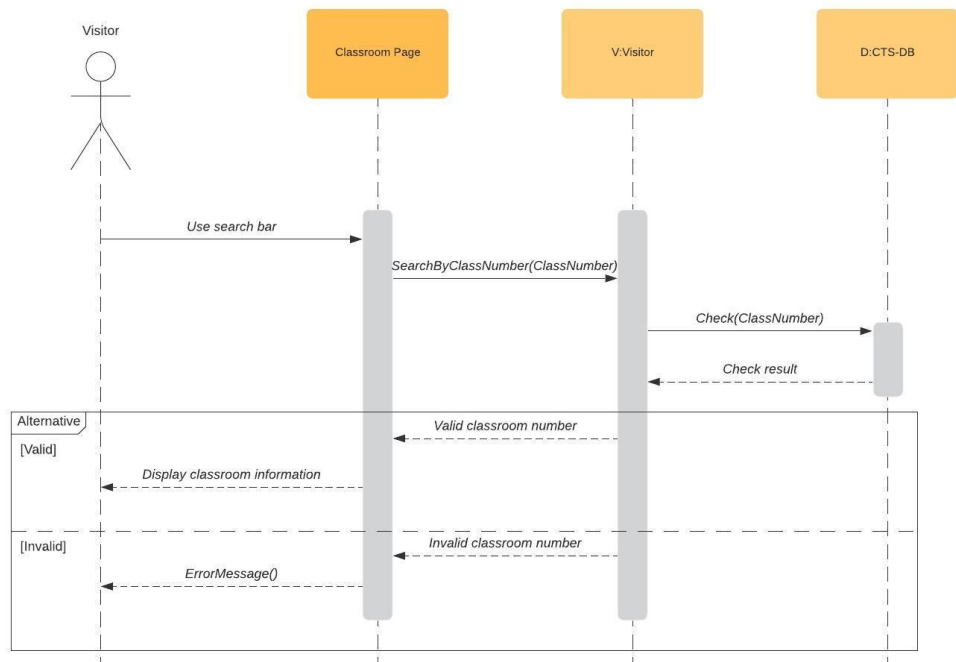 Visitor
Classroom Page
V:Visitor
D:CTS-DB
Use search bar
SearchByClassNumber(ClassNumber)
Check(ClassNumber)
Check result
Alternative
Valid classroom number
[Valid]
Display classroom information
[Invalid]
Invalid classroom number
ErrorMessage()